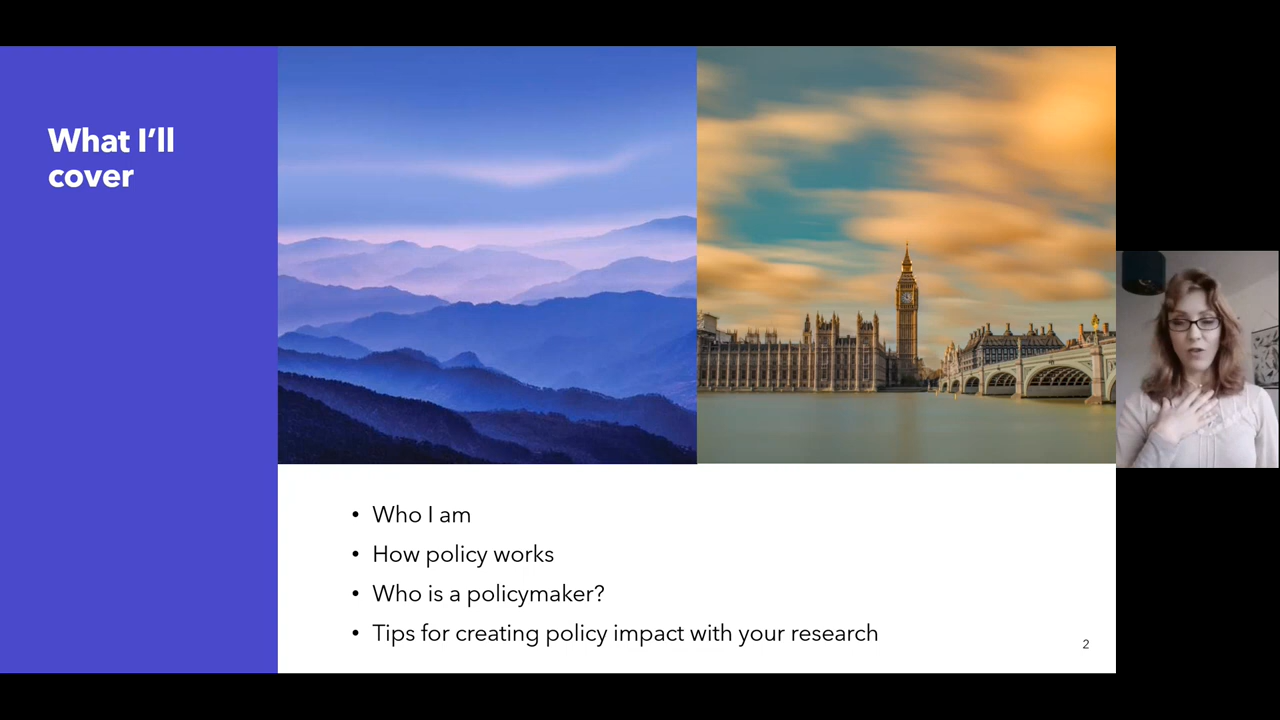 What I’ll
cover
• Who I am
• How policy works
• Who is a policymaker?
• Tips for creating policy impact with your research
2